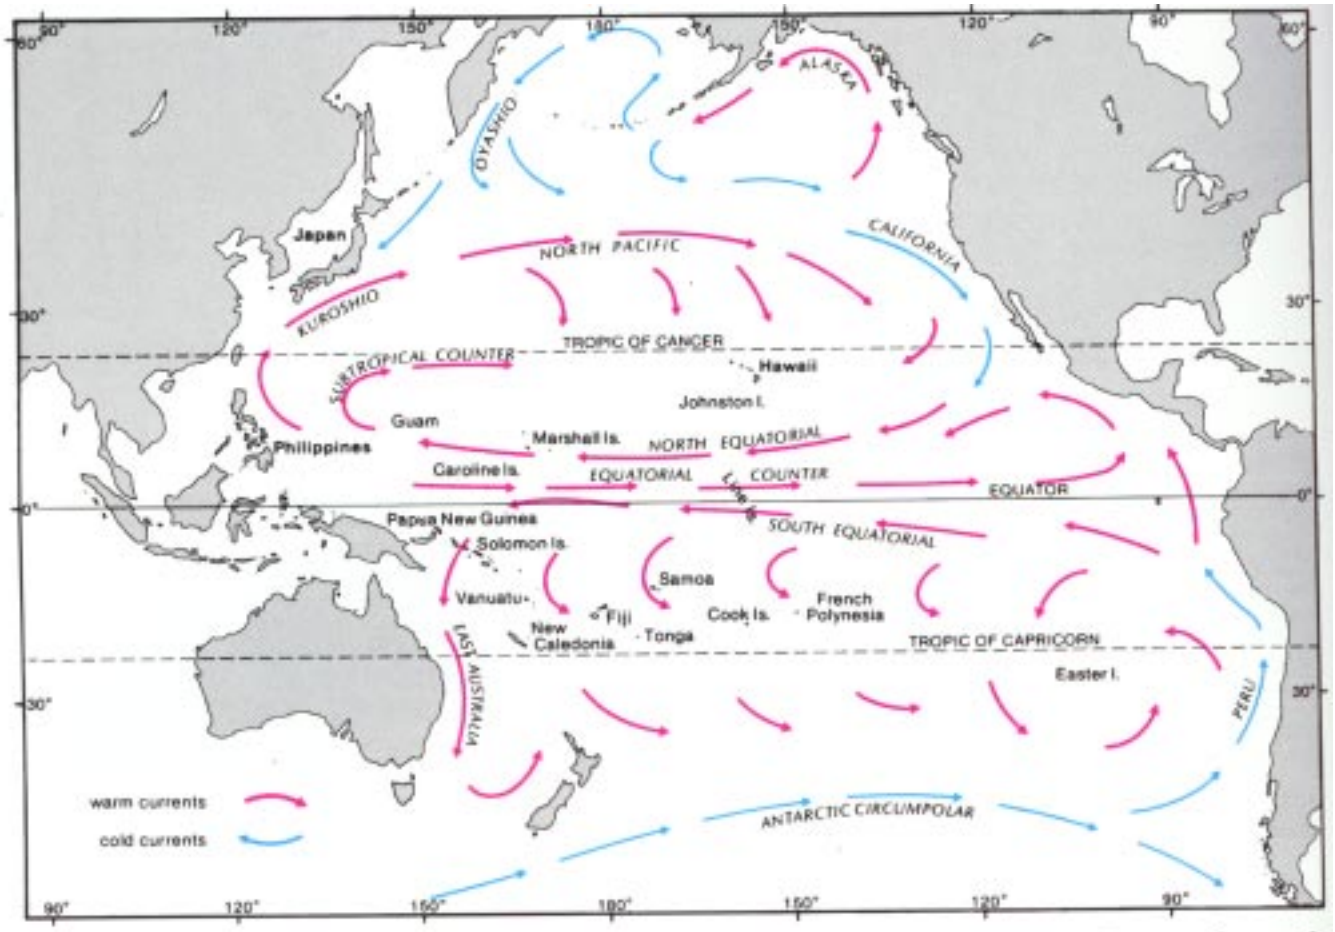 90° 120° 150° 180° 150° 120° 90°
60° 60°
ALASKA
OYASHIO
CALIFORNIA
Japan
NORTH PACIFIC
KUROSHIO
30° 30°
TROPIC OF CANCER
SUBTROPICAL COUNTER
Hawaii
Johnston I.
Guam
Philippines
Marshall Is.
NORTH EQUATORIAL
Caroline Is.
EQUATORIAL COUNTER
Line Is.
EQUATOR
0° 0°
Papua New Guinea
SOUTH EQUATORIAL
Solomon Is.
Samoa
Vanuatu
Fiji
Cook Is.
French
Polynesia
New
Caledonia
Tonga
TROPIC OF CAPRICORN
EAST AUSTRALIA
Easter I.
30° 30°
PERU
warm currents
cold currents
ANTARCTIC CIRCUMPOLAR
90° 120° 150° 180° 150° 120° 90°